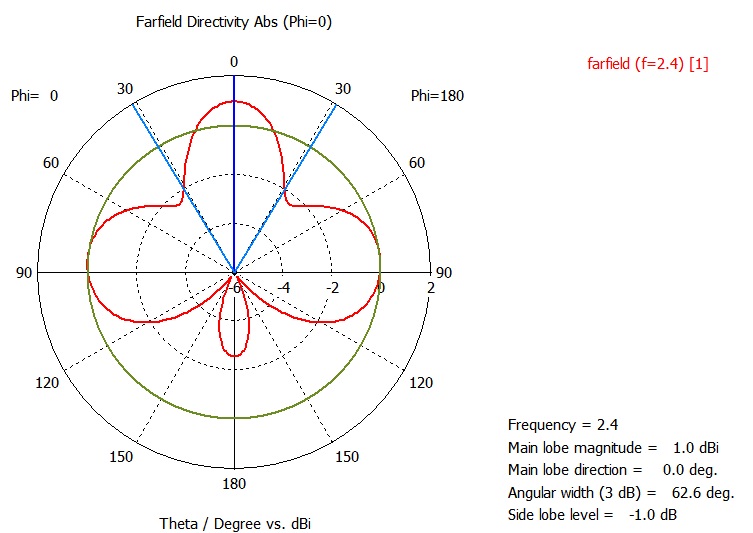 Farfield Directivity Abs (Phi=0)
farfield (f=2.4) [1]
0
30
30
Phi= 0
Phi=180
60
60
90
-6
-4
0
2
90
120
120
150
150
180
Theta / Degree vs. dBi
Frequency = 2.4
Main lobe magnitude = 1.0 dBi
Main lobe direction = 0.0 deg.
Angular width (3 dB) = 62.6 deg.
Side lobe level = -1.0 dB